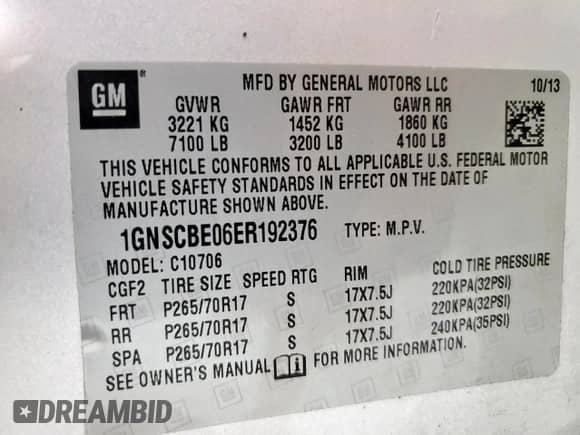 GM
MFD BY GENERAL MOTORS LLC 10/13
GVWR GAWR FRT GAWR RR
3221 KG 1452 KG 1860 KG
7100 LB 3200 LB 4100 LB
THIS VEHICLE CONFORMS TO ALL APPLICABLE U.S. FEDERAL MOTOR
VEHICLE SAFETY STANDARDS IN EFFECT ON THE DATE OF
MANUFACTURE SHOWN ABOVE.
1GNSCBE06ER192376 TYPE: M.P.V.
MODEL: C10706
CGF2 TIRE SIZE SPEED RTG RIM COLD TIRE PRESSURE
FRT P265/70R17 S 17X7.5J 220KPA(32PSI)
RR P265/70R17 S 17X7.5J 220KPA(32PSI)
SPA P265/70R17 S 17X7.5J 240KPA(35PSI)
SEE OWNER'S MANUAL FOR MORE INFORMATION.
DREAMBID